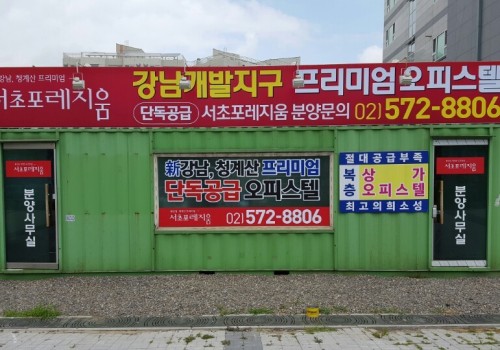 강남, 청계산 프리미엄
서초포레지움
강남개발지구 프리미엄 오피스텔
단독공급 서초포레지움 분양문의 02) 572-8806
서초포레지움
분양사무실
新강남, 청계산 프리미엄
단독공급 오피스텔
서초포레지움 02) 572-8806
절대공급부족
복층 상가
오피스텔
최고의희소성
서초포레지움
분양사무실